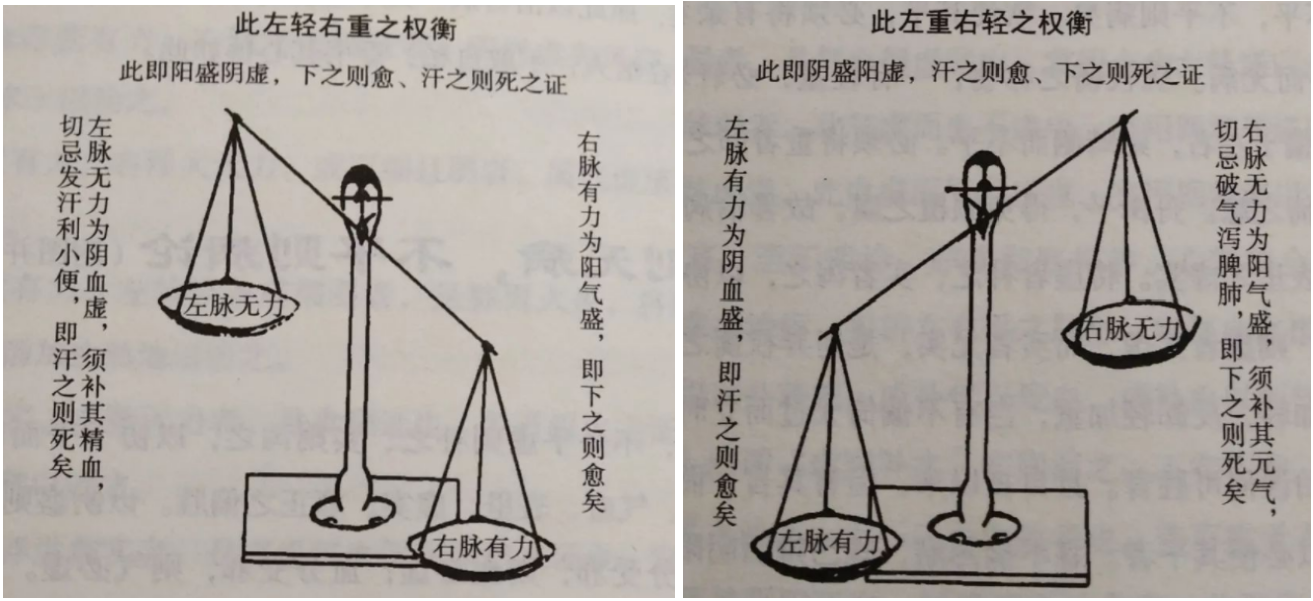 此左轻右重之权衡
此即阳盛阴虚，下之则愈、汗之则死之证
右脉有力为阳气盛，即下之则愈矣
左脉无力为阴血虚，须补其精血，
切忌发汗利小便，即汗之则死矣
左脉无力
右脉有力
此左重右轻之权衡
此即阴盛阳虚，汗之则愈、下之则死之证
右脉无力为阳气盛，须补其元气，
切忌破气泻脾肺，即下之则死矣
左脉有力为阴血盛，即汗之则愈矣
右脉无力
左脉有力